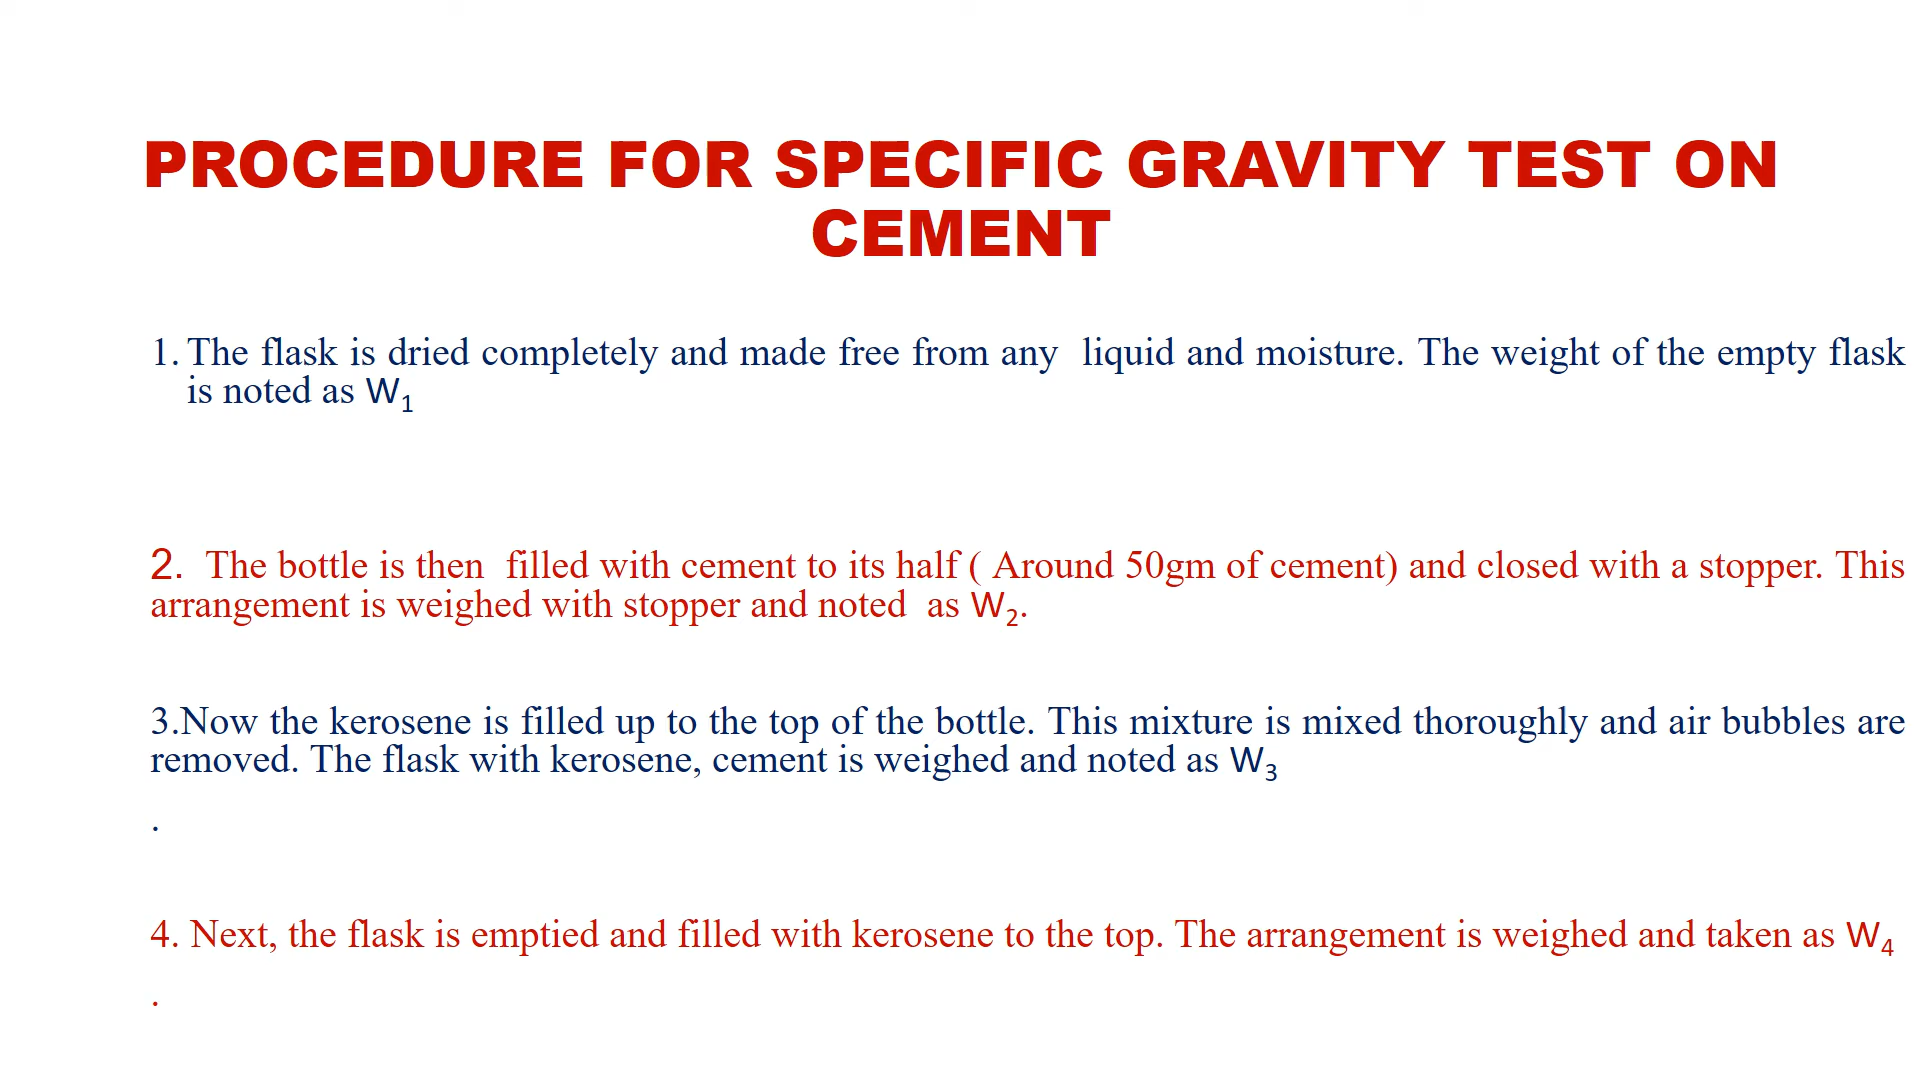 PROCEDURE FOR SPECIFIC GRAVITY TEST ON
CEMENT
1. The flask is dried completely and made free from any liquid and moisture. The weight of the empty flask
is noted as W₁
2. The bottle is then filled with cement to its half ( Around 50gm of cement) and closed with a stopper. This
arrangement is weighed with stopper and noted as W₂.
3.Now the kerosene is filled up to the top of the bottle. This mixture is mixed thoroughly and air bubbles are
removed. The flask with kerosene, cement is weighed and noted as W₃
.
4. Next, the flask is emptied and filled with kerosene to the top. The arrangement is weighed and taken as W₄
.